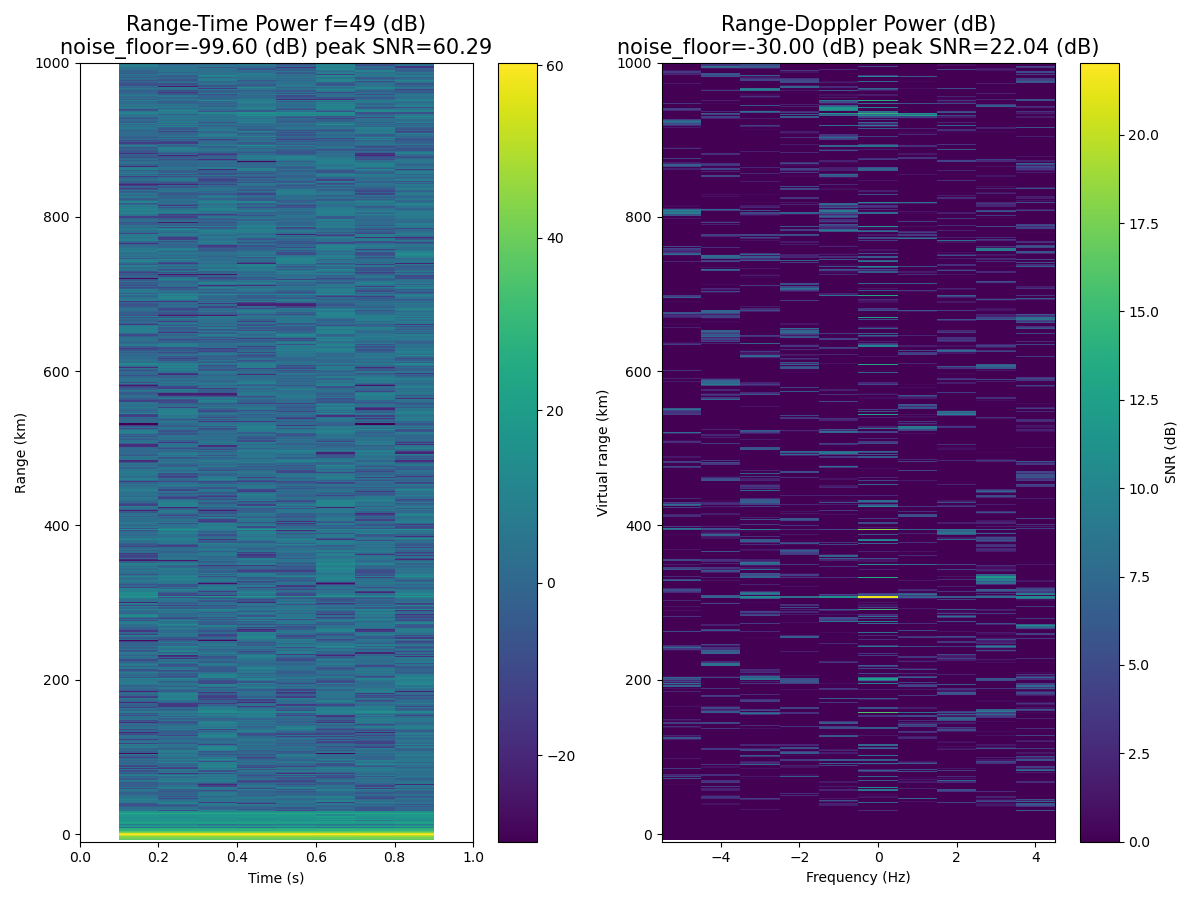 Range-Time Power f=49 (dB)
noise_floor=-99.60 (dB) peak SNR=60.29
Range (km)
1000
800
600
400
200
0
0.0 0.2 0.4 0.6 0.8 1.0
Time (s)
60
40
20
0
−20
Range-Doppler Power (dB)
noise_floor=-30.00 (dB) peak SNR=22.04 (dB)
Virtual range (km)
1000
800
600
400
200
0
−4 −2 0 2 4
Frequency (Hz)
20.0
17.5
15.0
12.5
10.0
7.5
5.0
2.5
0.0
SNR (dB)